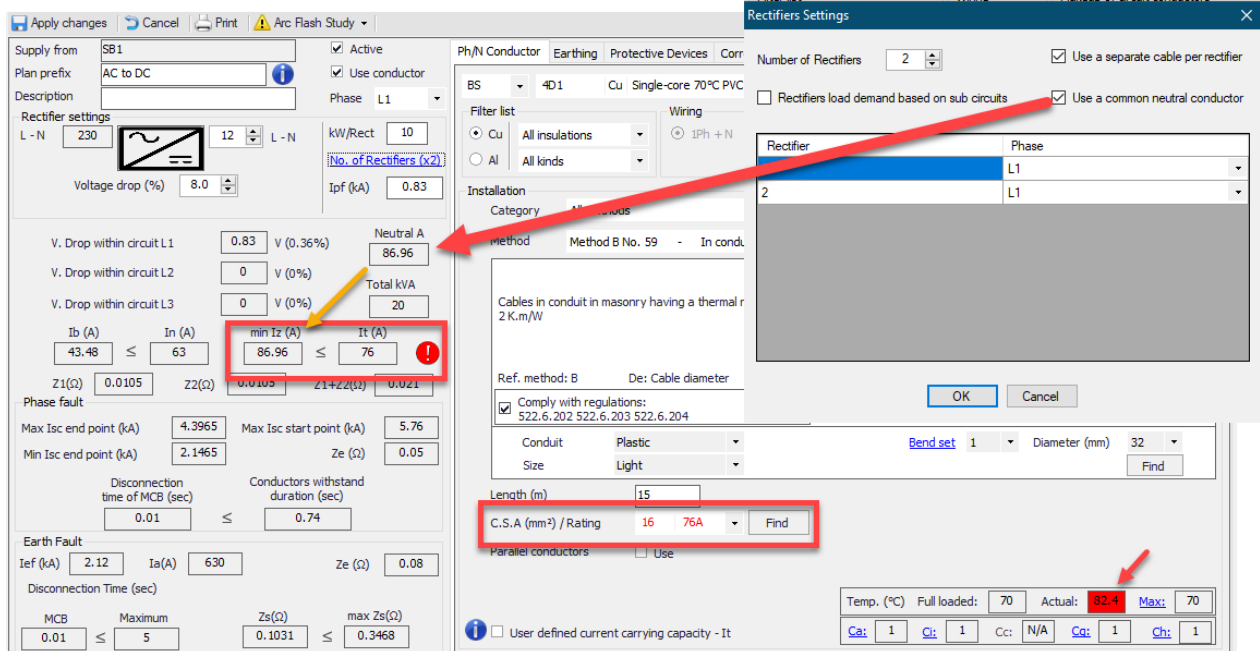 Apply changes Cancel Print Arc Flash Study
Supply from SB1 Active
Plan prefix AC to DC Use conductor
Description Phase L1
Rectifier settings
L - N 230 12 L - N kW/Rect 10
No. of Rectifiers (x2)
Voltage drop (%) 8.0 Ipf (kA) 0.83
V. Drop within circuit L1 0.83 V (0.36%) Neutral A
86.96
V. Drop within circuit L2 0 V (0%)
Total kVA
V. Drop within circuit L3 0 V (0%) 20
Ib (A) In (A) min Iz (A) It (A)
43.48 ≤ 63 86.96 ≤ 76 !
Z1(Ω) 0.0105 Z2(Ω) 0.0105 Z1+Z2(Ω) 0.021
Phase fault
Max Isc end point (kA) 4.3965 Max Isc start point (kA) 5.76
Min Isc end point (kA) 2.1465 Ze (Ω) 0.05
Disconnection Conductors withstand
time of MCB (sec) duration (sec)
0.01 ≤ 0.74
Earth Fault
Ief (kA) 2.12 Ia(A) 630 Ze (Ω) 0.08
Disconnection Time (sec)
MCB Maximum Zs(Ω) max Zs(Ω)
0.01 ≤ 5 0.1031 ≤ 0.3468
Ph/N Conductor Earthing Protective Devices
BS 4D1 Cu Single-core 70°C PVC
Filter list Wiring
Cu All insulations 1Ph + N
Al All kinds
Installation
Category
Method Method B No. 59 - In
Cables in conduit in masonry having a thermal
2 K.m/W
Ref. method: B De: Cable diameter
Comply with regulations:
522.6.202 522.6.203 522.6.204
Conduit Plastic Bend set 1 Diameter (mm) 32
Size Light Find
Length (m) 15
C.S.A (mm²) / Rating 16 76A Find
Parallel conductors Use
Temp. (°C) Full loaded: 70 Actual: 82.4 Max: 70
User defined current carrying capacity - It Ca: 1 Ci: 1 Cc: N/A Cg: 1 Ch: 1
Rectifiers Settings
Number of Rectifiers 2 Use a separate cable per rectifier
Rectifiers load demand based on sub circuits Use a common neutral conductor
Rectifier Phase
L1
2 L1
OK Cancel